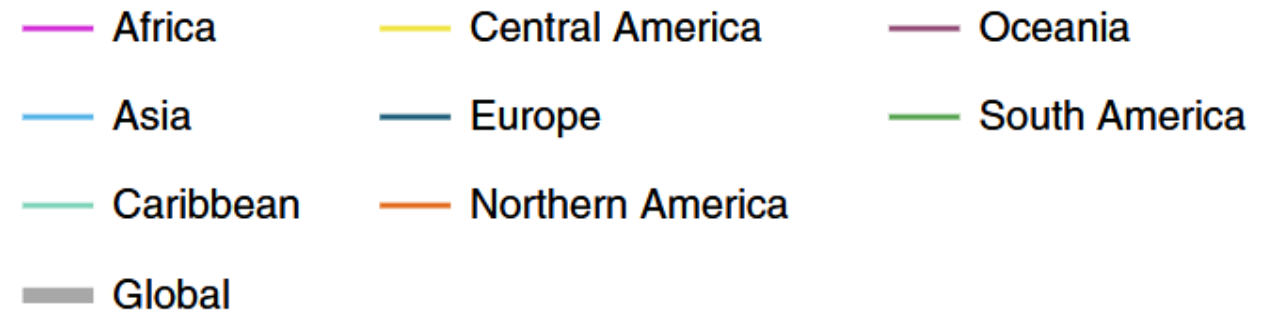 Africa Central America Oceania
Asia Europe South America
Caribbean Northern America
Global